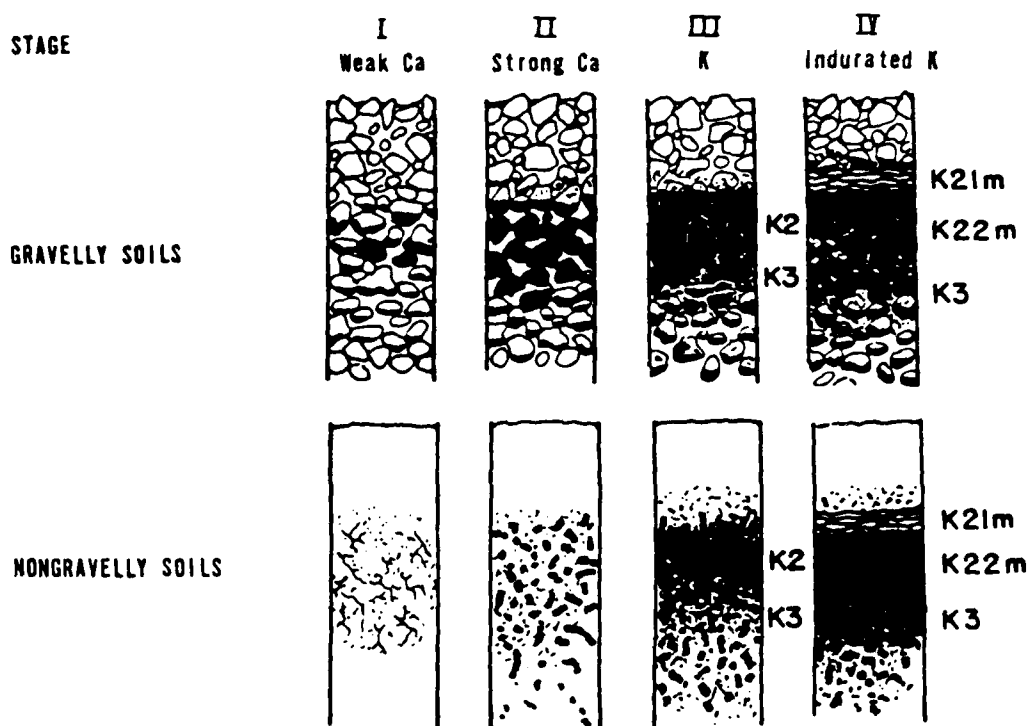 STAGE
I II III IV
Weak Ca Strong Ca K Indurated K
GRAVELLY SOILS
K2
K3
K21m
K22m
K3
NONGRAVELLY SOILS
K2
K3
K21m
K22m
K3